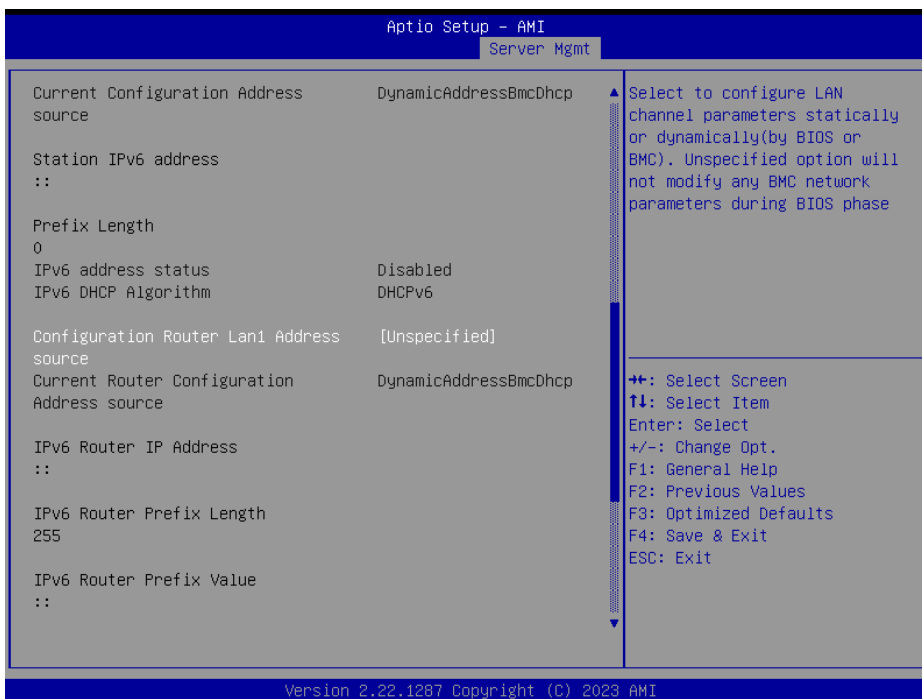 Aptio Setup – AMI
Server Mgmt
Current Configuration Address source DynamicAddressBmcDhcp
Station IPv6 address
::
Prefix Length
0
IPv6 address status Disabled
IPv6 DHCP Algorithm DHCPv6
Configuration Router Lan1 Address source [Unspecified]
Current Router Configuration Address source DynamicAddressBmcDhcp
IPv6 Router IP Address
::
IPv6 Router Prefix Length
255
IPv6 Router Prefix Value
::
Select to configure LAN
channel parameters statically
or dynamically(by BIOS or
BMC). Unspecified option will
not modify any BMC network
parameters during BIOS phase
→←: Select Screen
↑↓: Select Item
Enter: Select
+/-: Change Opt.
F1: General Help
F2: Previous Values
F3: Optimized Defaults
F4: Save & Exit
ESC: Exit
Version 2.22.1287 Copyright (C) 2023 AMI